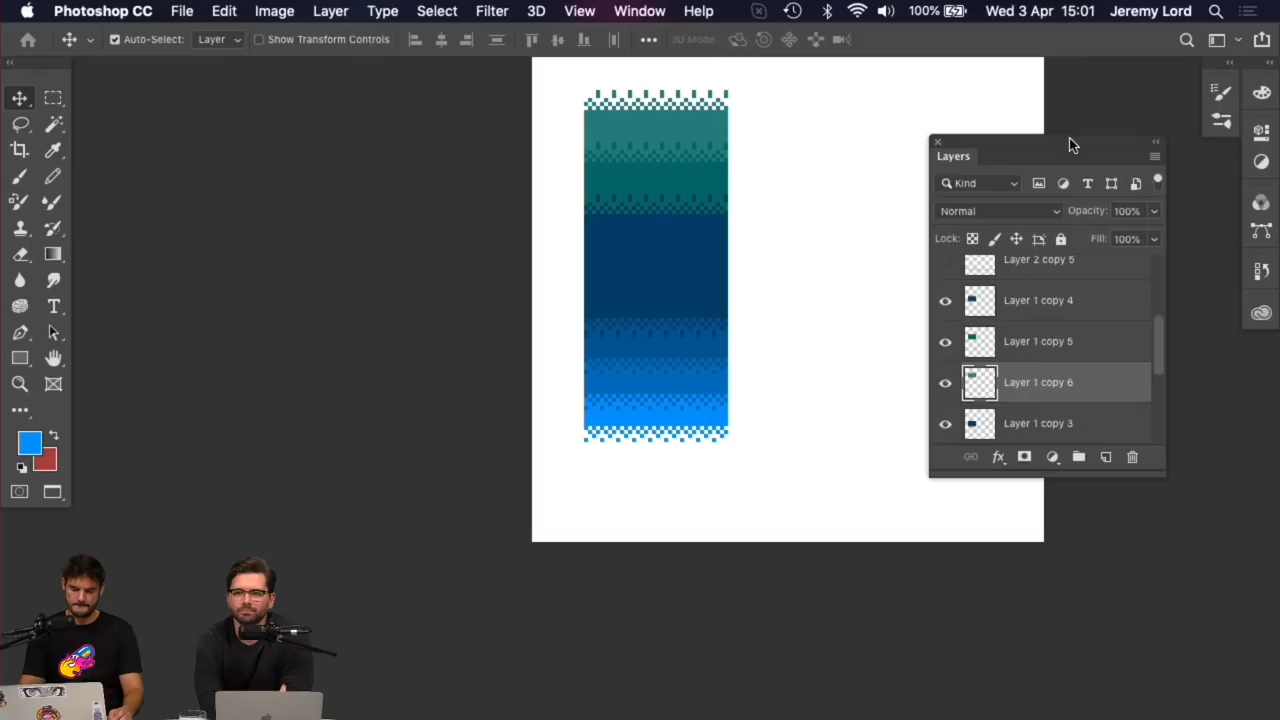 Photoshop CC File Edit Image Layer Type Select Filter 3D View Window Help 100% Wed 3 Apr 15:01 Jeremy Lord
Auto-Select: Layer Show Transform Controls 3D Mode:
Layers
Kind
Normal Opacity: 100%
Lock: Fill: 100%
Layer 2 copy 5
Layer 1 copy 4
Layer 1 copy 5
Layer 1 copy 6
Layer 1 copy 3